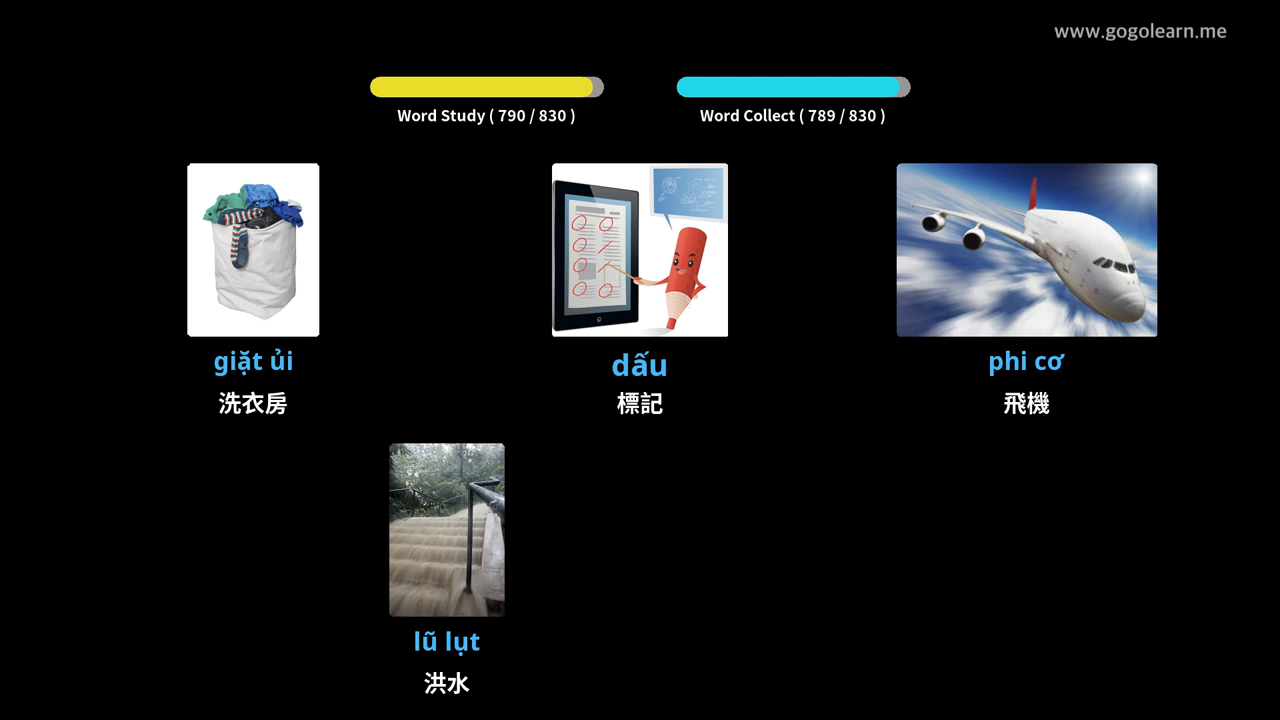 www.gogolearn.me
Word Study ( 790 / 830 )
Word Collect ( 789 / 830 )
giặt ủi
dấu
phi cơ
洗衣房
標記
飛機
lũ lụt
洪水